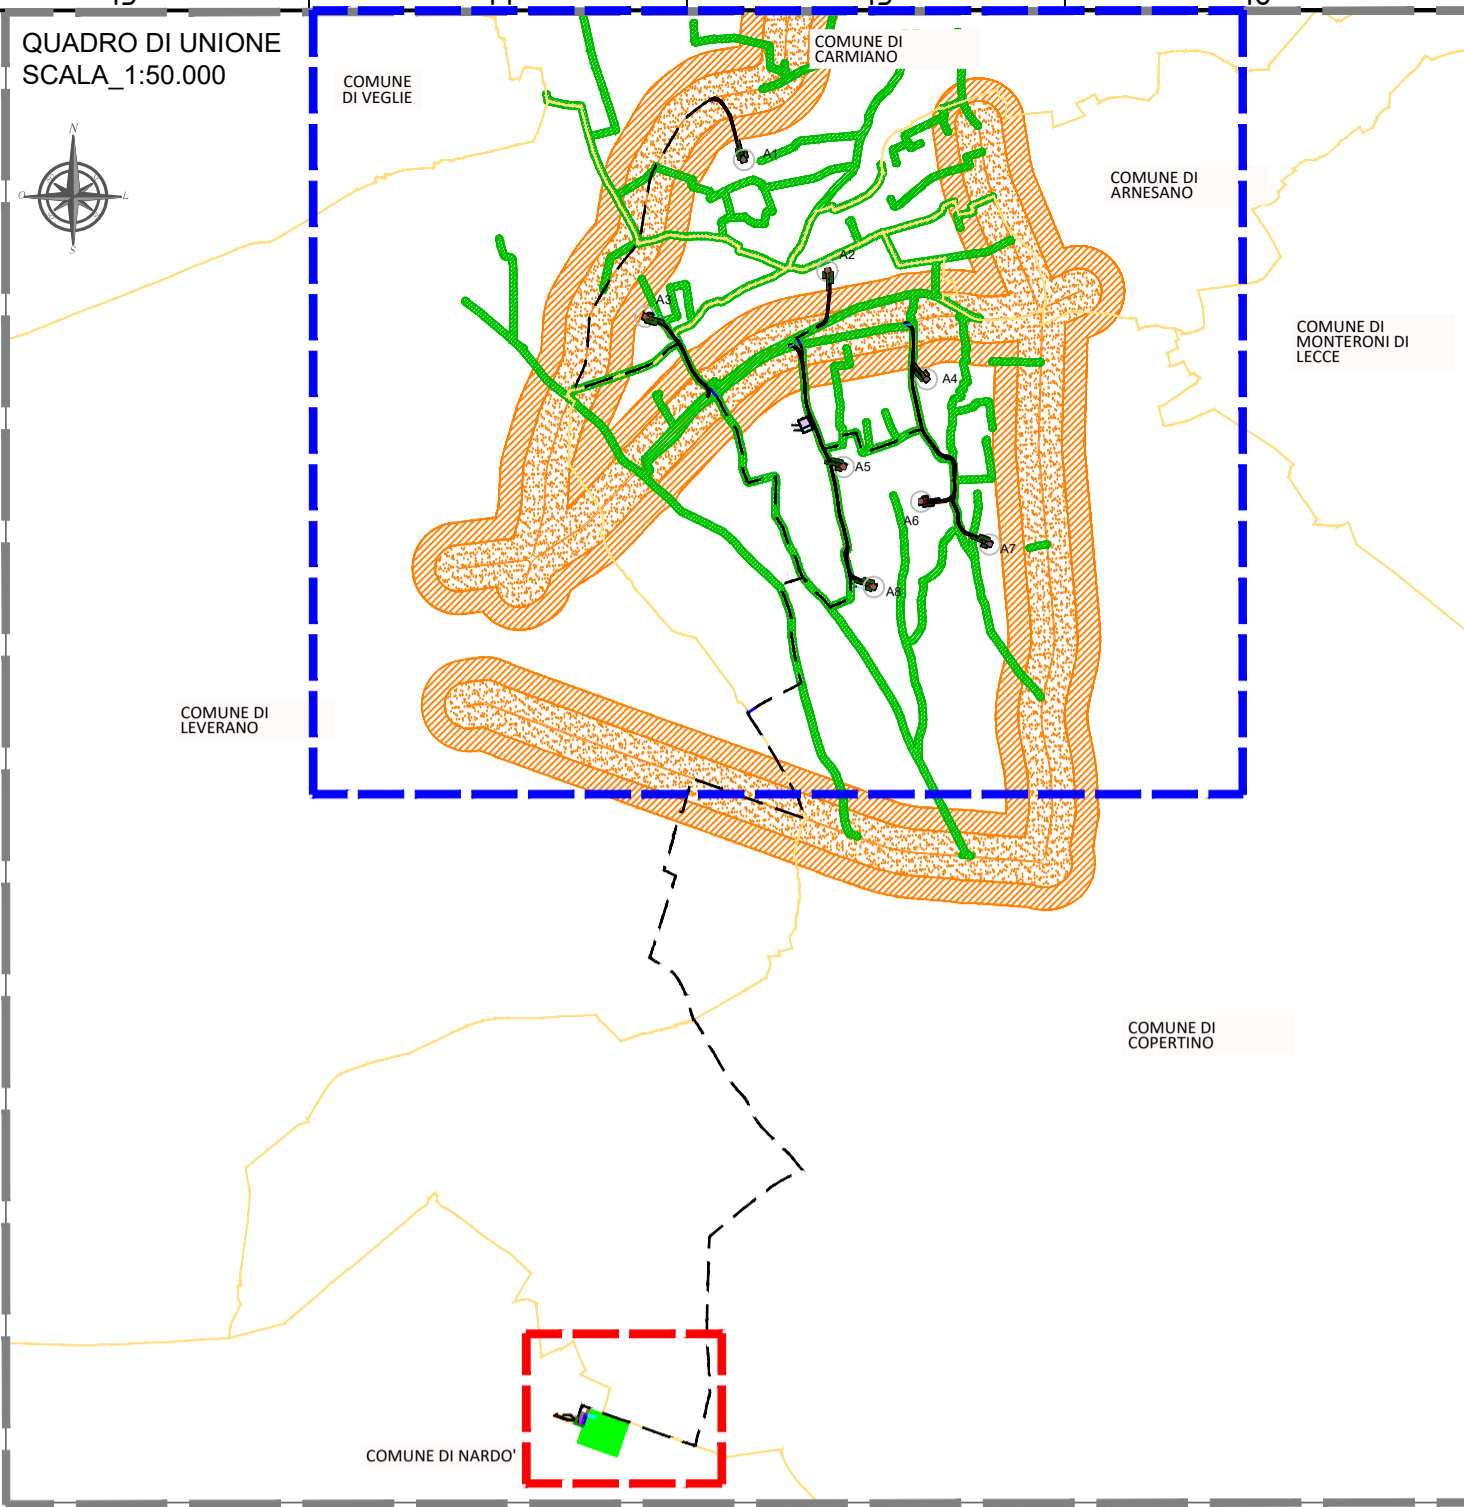 QUADRO DI UNIONE
SCALA_1:50.000
COMUNE
DI VEGLIE
COMUNE DI
CARMIANO
N
O
L
S
A1
COMUNE DI
ARNESANO
A2
A3
COMUNE DI
MONTERONI DI
LECCE
A4
A5
A6
A7
A8
COMUNE DI
LEVERANO
COMUNE DI
COPERTINO
COMUNE DI NARDO'